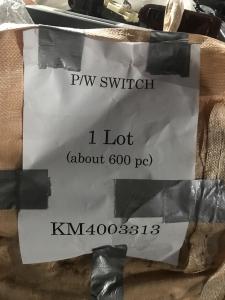 P/W SWITCH
1 Lot
(about 600 pc)
KM4003313